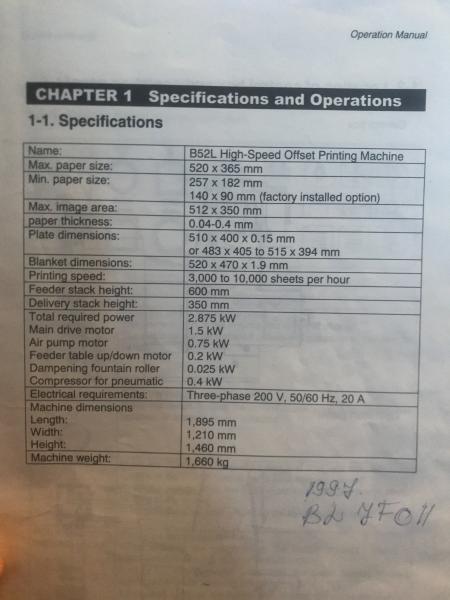 Operation Manual
CHAPTER 1 Specifications and Operations
1-1. Specifications
Name: B52L High-Speed Offset Printing Machine
Max. paper size: 520 x 365 mm
Min. paper size: 257 x 182 mm
140 x 90 mm (factory installed option)
Max. image area: 512 x 350 mm
paper thickness: 0.04-0.4 mm
Plate dimensions: 510 x 400 x 0.15 mm
or 483 x 405 to 515 x 394 mm
Blanket dimensions: 520 x 470 x 1.9 mm
Printing speed: 3,000 to 10,000 sheets per hour
Feeder stack height: 600 mm
Delivery stack height: 350 mm
Total required power 2.875 kW
Main drive motor 1.5 kW
Air pump motor 0.75 kW
Feeder table up/down motor 0.2 kW
Dampening fountain roller 0.025 kW
Compressor for pneumatic 0.4 kW
Electrical requirements: Three-phase 200 V, 50/60 Hz, 20 A
Machine dimensions
Length: 1,895 mm
Width: 1,210 mm
Height: 1,460 mm
Machine weight: 1,660 kg